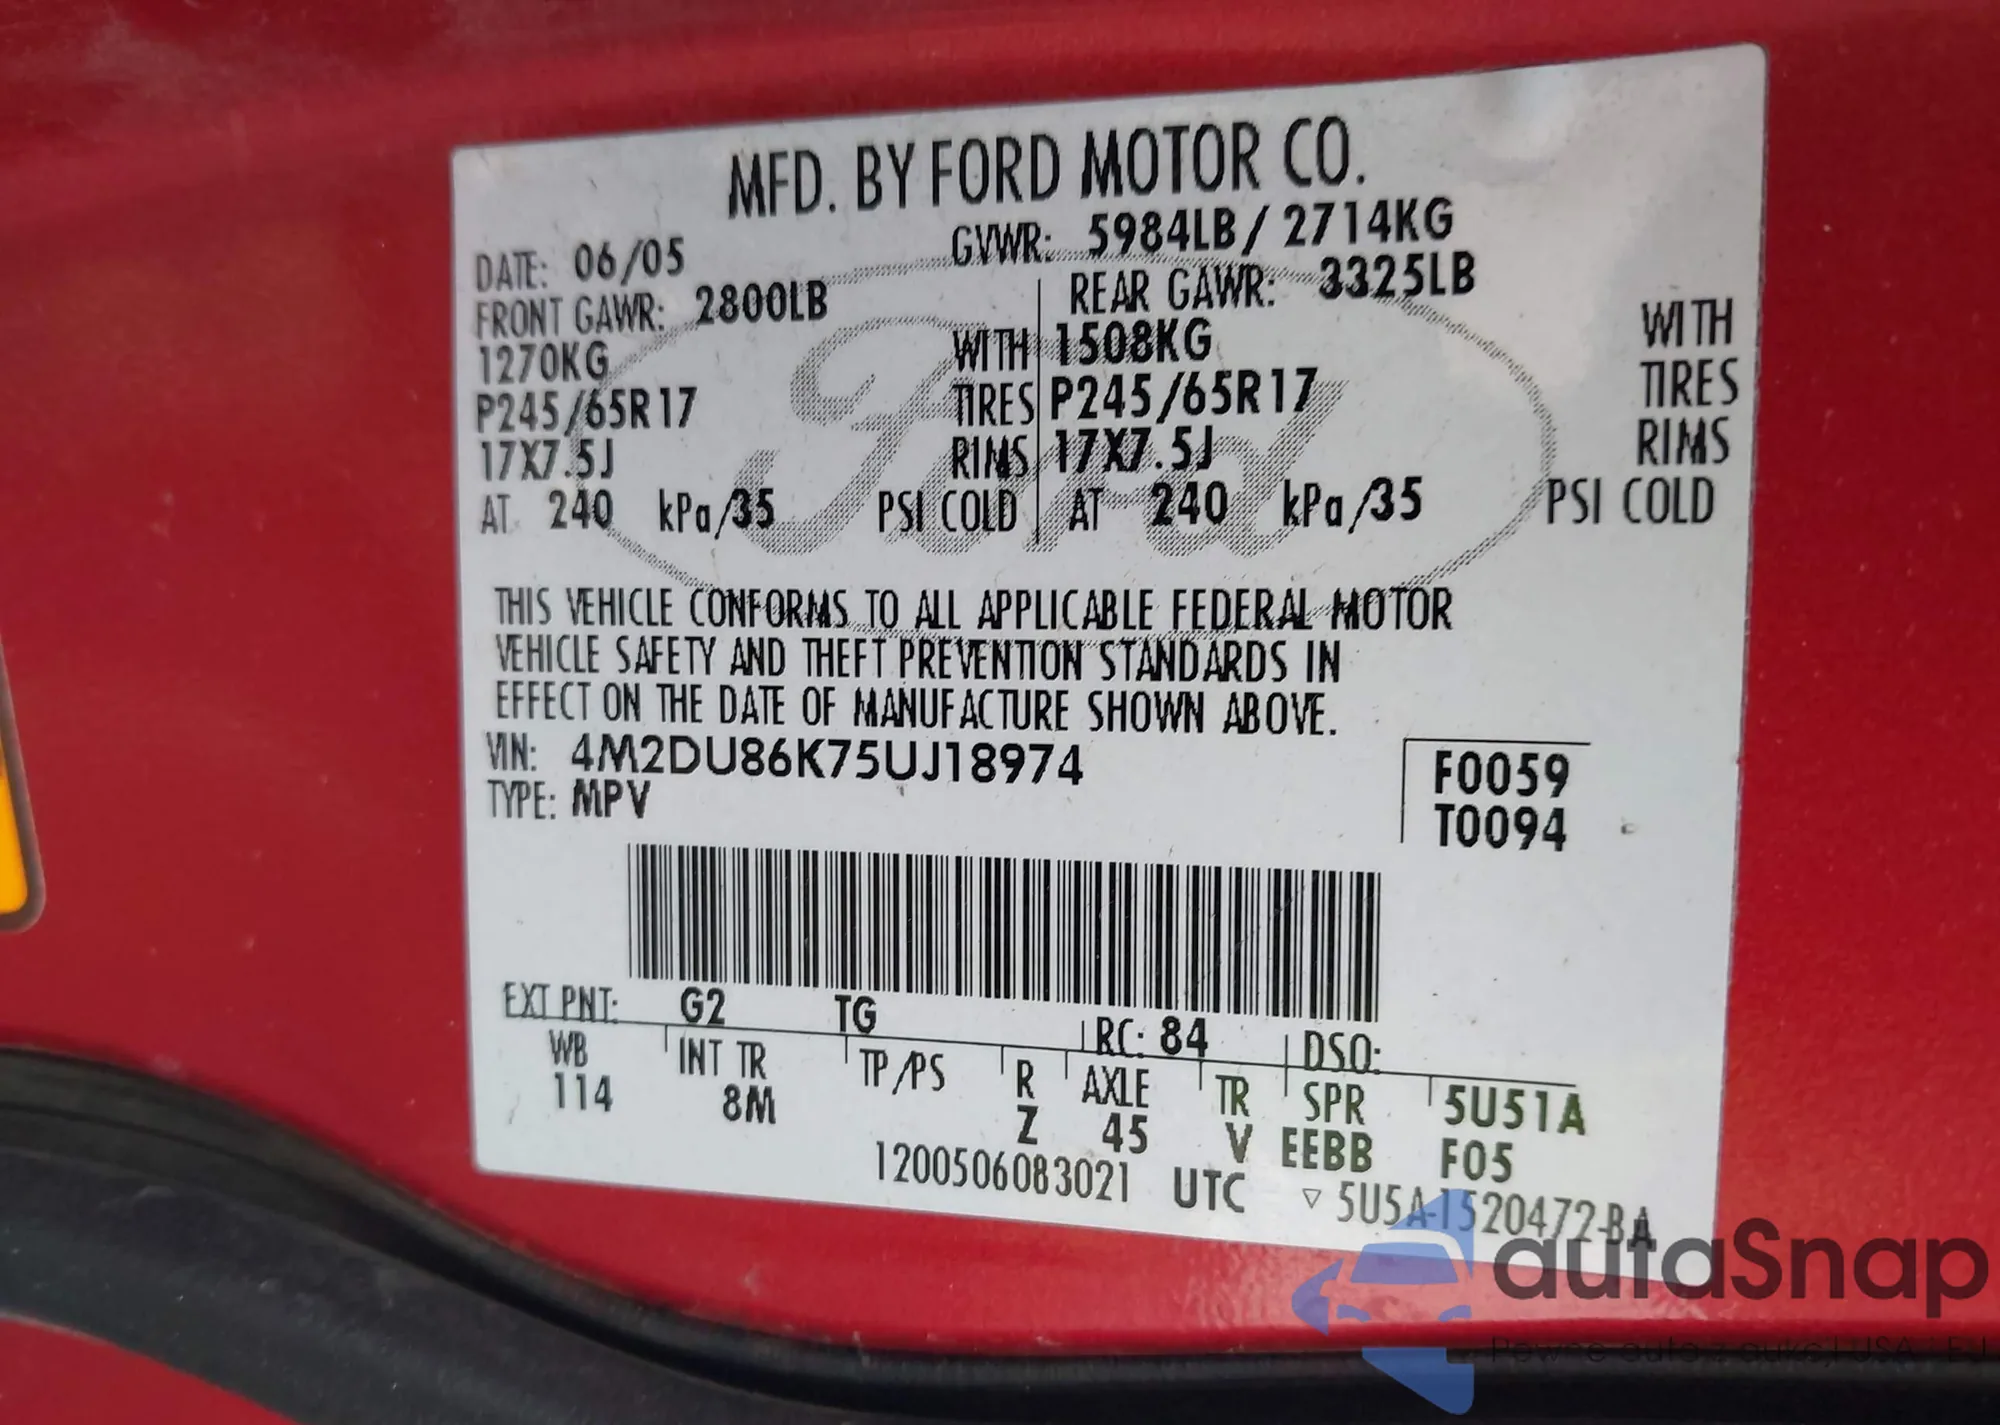 MFD. BY FORD MOTOR CO.
DATE: 06/05 GVWR: 5984LB / 2714KG
FRONT GAWR: 2800LB REAR GAWR: 3325LB
1270KG WITH 1508KG WITH
P245/65R17 TIRES P245/65R17 TIRES
17X7.5J RIMS 17X7.5J RIMS
AT 240 kPa/35 PSI COLD AT 240 kPa/35 PSI COLD
Ford
THIS VEHICLE CONFORMS TO ALL APPLICABLE FEDERAL MOTOR
VEHICLE SAFETY AND THEFT PREVENTION STANDARDS IN
EFFECT ON THE DATE OF MANUFACTURE SHOWN ABOVE.
VIN: 4M2DU86K75UJ18974 F0059
TYPE: MPV T0094
EXT PNT: G2 TG RC: 84 DSO:
WB INT TR TP/PS R AXLE TR SPR 5U51A
114 8M Z 45 V EEBB F05
1200506083021 UTC ▽ 5U5A-1520472-BA
autaSnap